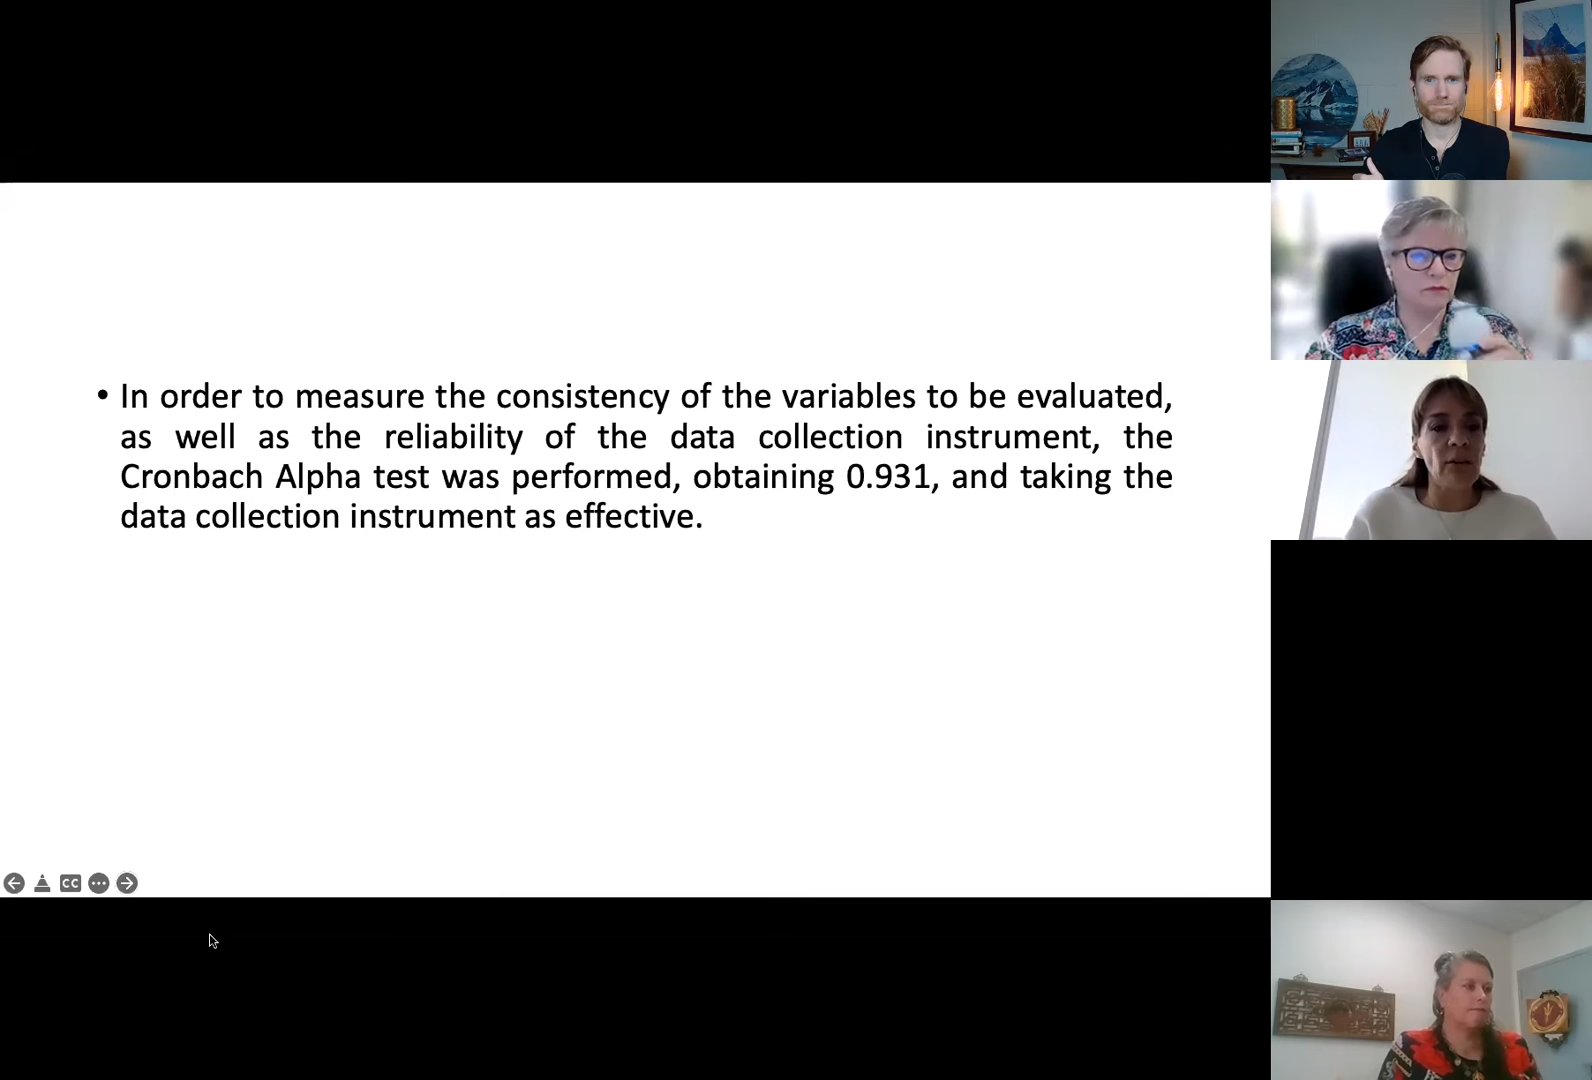 • In order to measure the consistency of the variables to be evaluated,
as well as the reliability of the data collection instrument, the
Cronbach Alpha test was performed, obtaining 0.931, and taking the
data collection instrument as effective.
CC